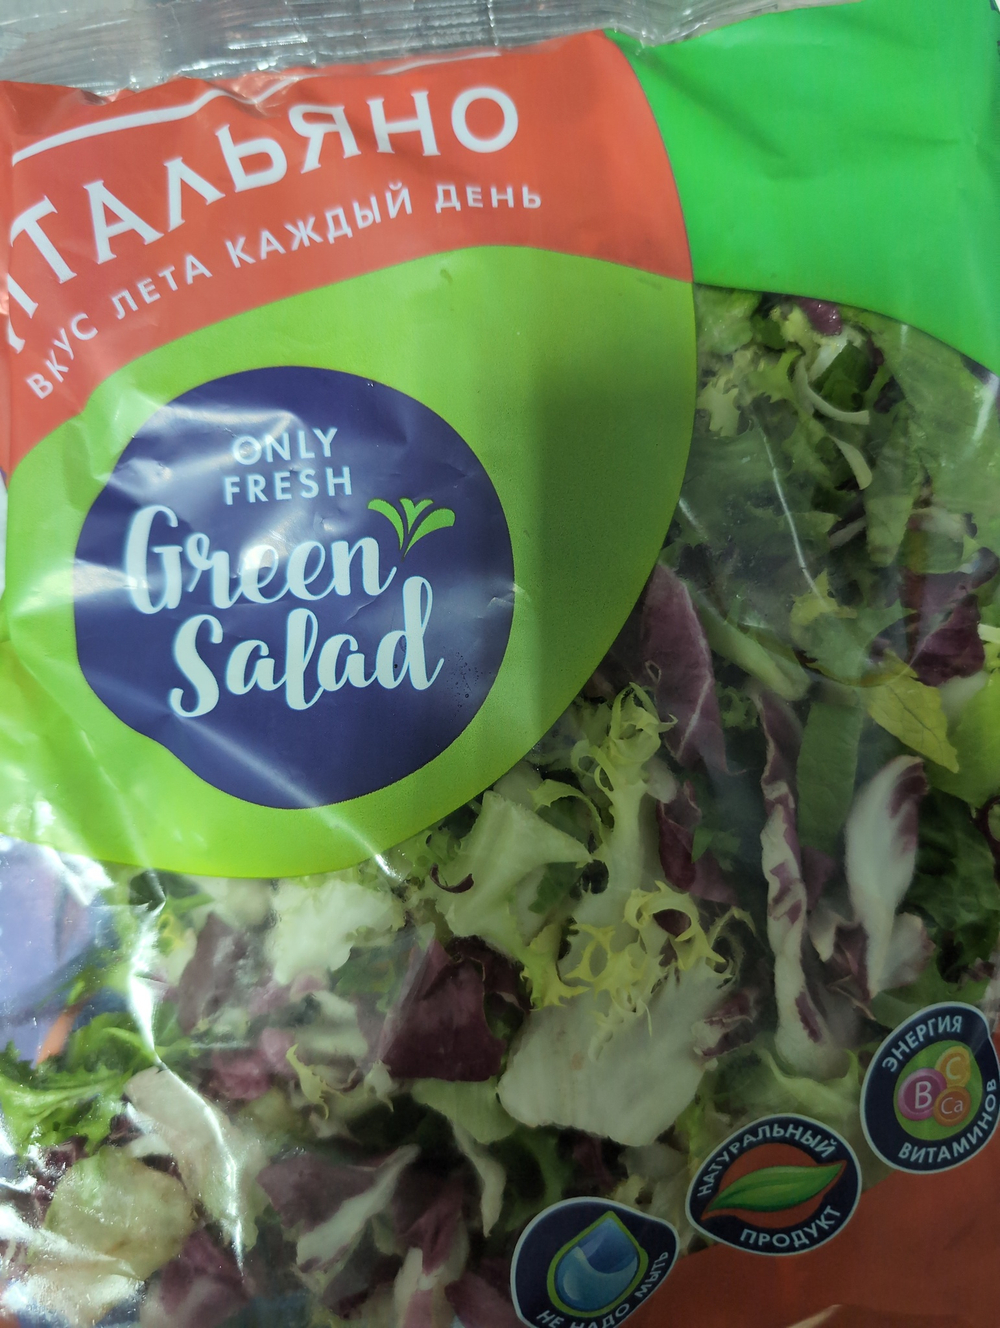 ИТАЛЬЯНО
ВКУС ЛЕТА КАЖДЫЙ ДЕНЬ
ONLY
FRESH
Green
Salad
ЭНЕРГИЯ
C
B
Ca
ВИТАМИНОВ
НАТУРАЛЬНЫЙ
ПРОДУКТ
НЕ НАДО МЫТЬ